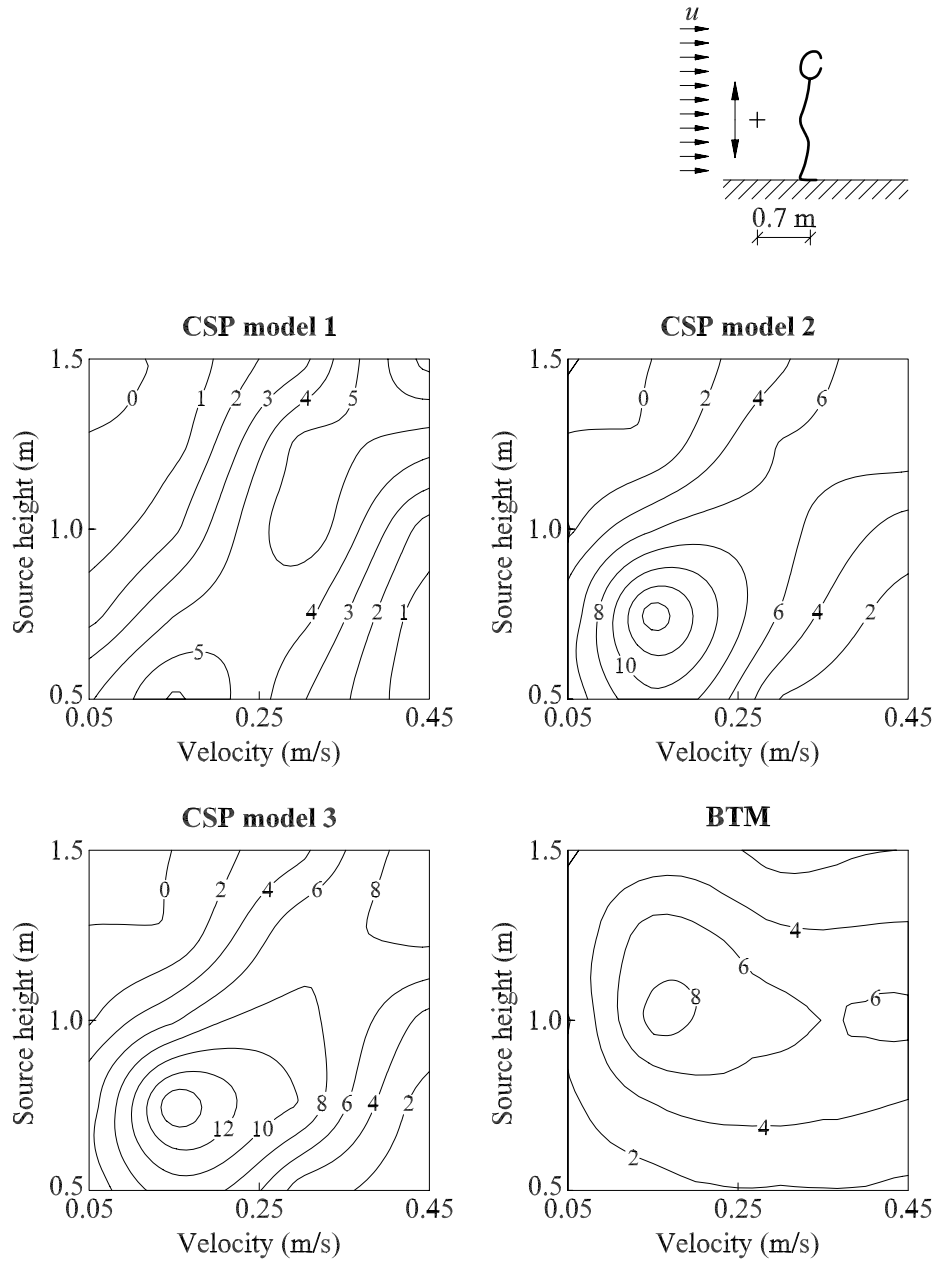 u
+
0.7 m
CSP model 1
CSP model 2
1.5
1.0
0.5
Source height (m)
0 1 2 3 4 5
5 4 3 2 1
0.05 0.25 0.45
Velocity (m/s)
1.5
1.0
0.5
Source height (m)
0 2 4 6
8 10 6 4 2
0.05 0.25 0.45
Velocity (m/s)
CSP model 3
BTM
1.5
1.0
0.5
Source height (m)
0 2 4 6 8
12 10 8 6 4 2
0.05 0.25 0.45
Velocity (m/s)
1.5
1.0
0.5
Source height (m)
4
6
8 6
4
2
0.05 0.25 0.45
Velocity (m/s)